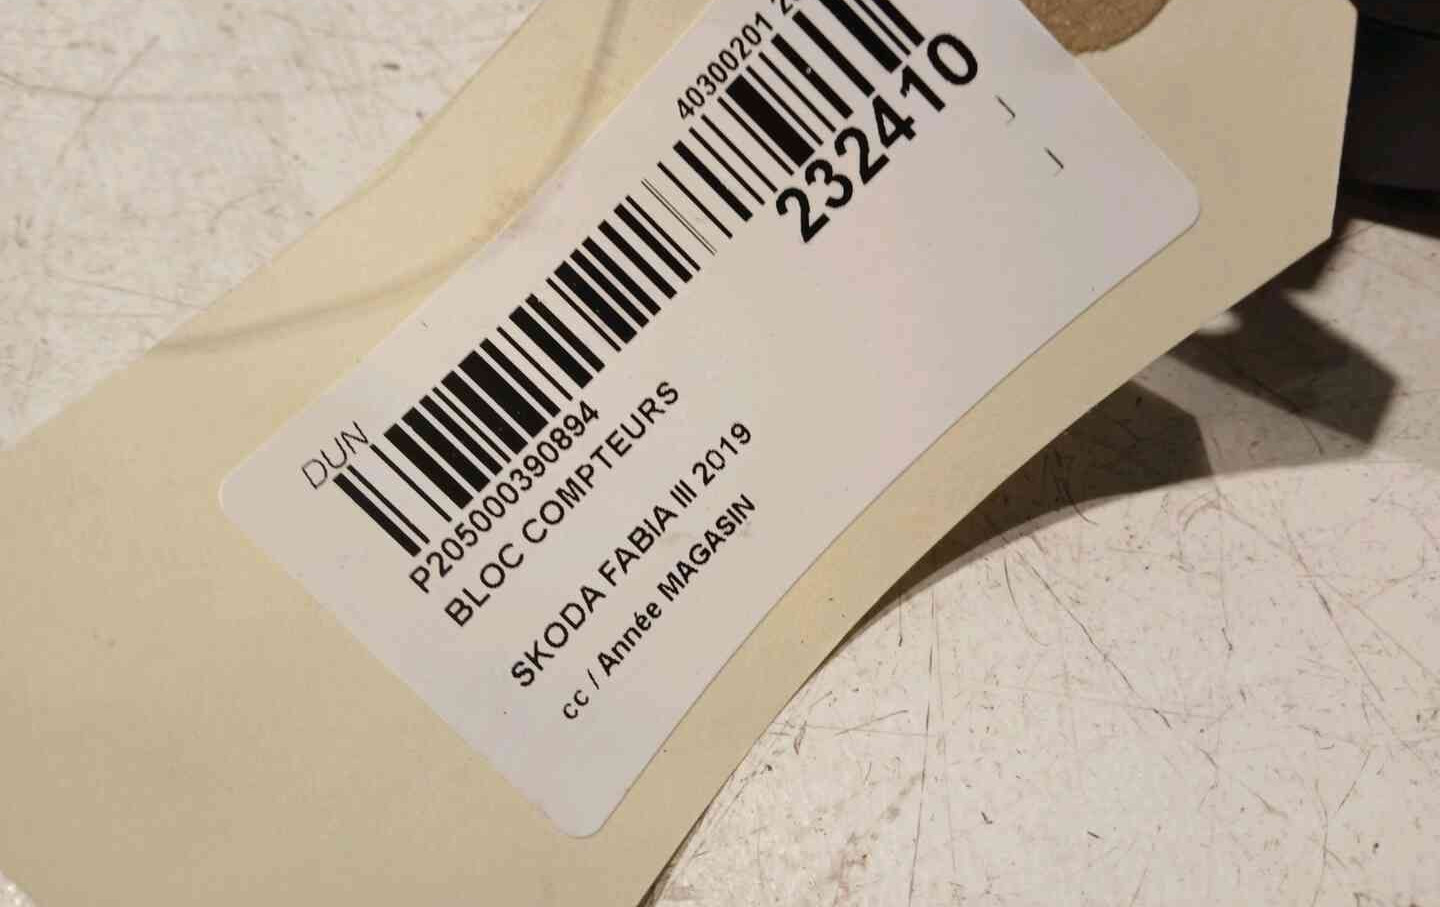 DUN
40300201
232410
P205000390894
BLOC COMPTEURS
SKODA FABIA III 2019
cc / Année MAGASIN